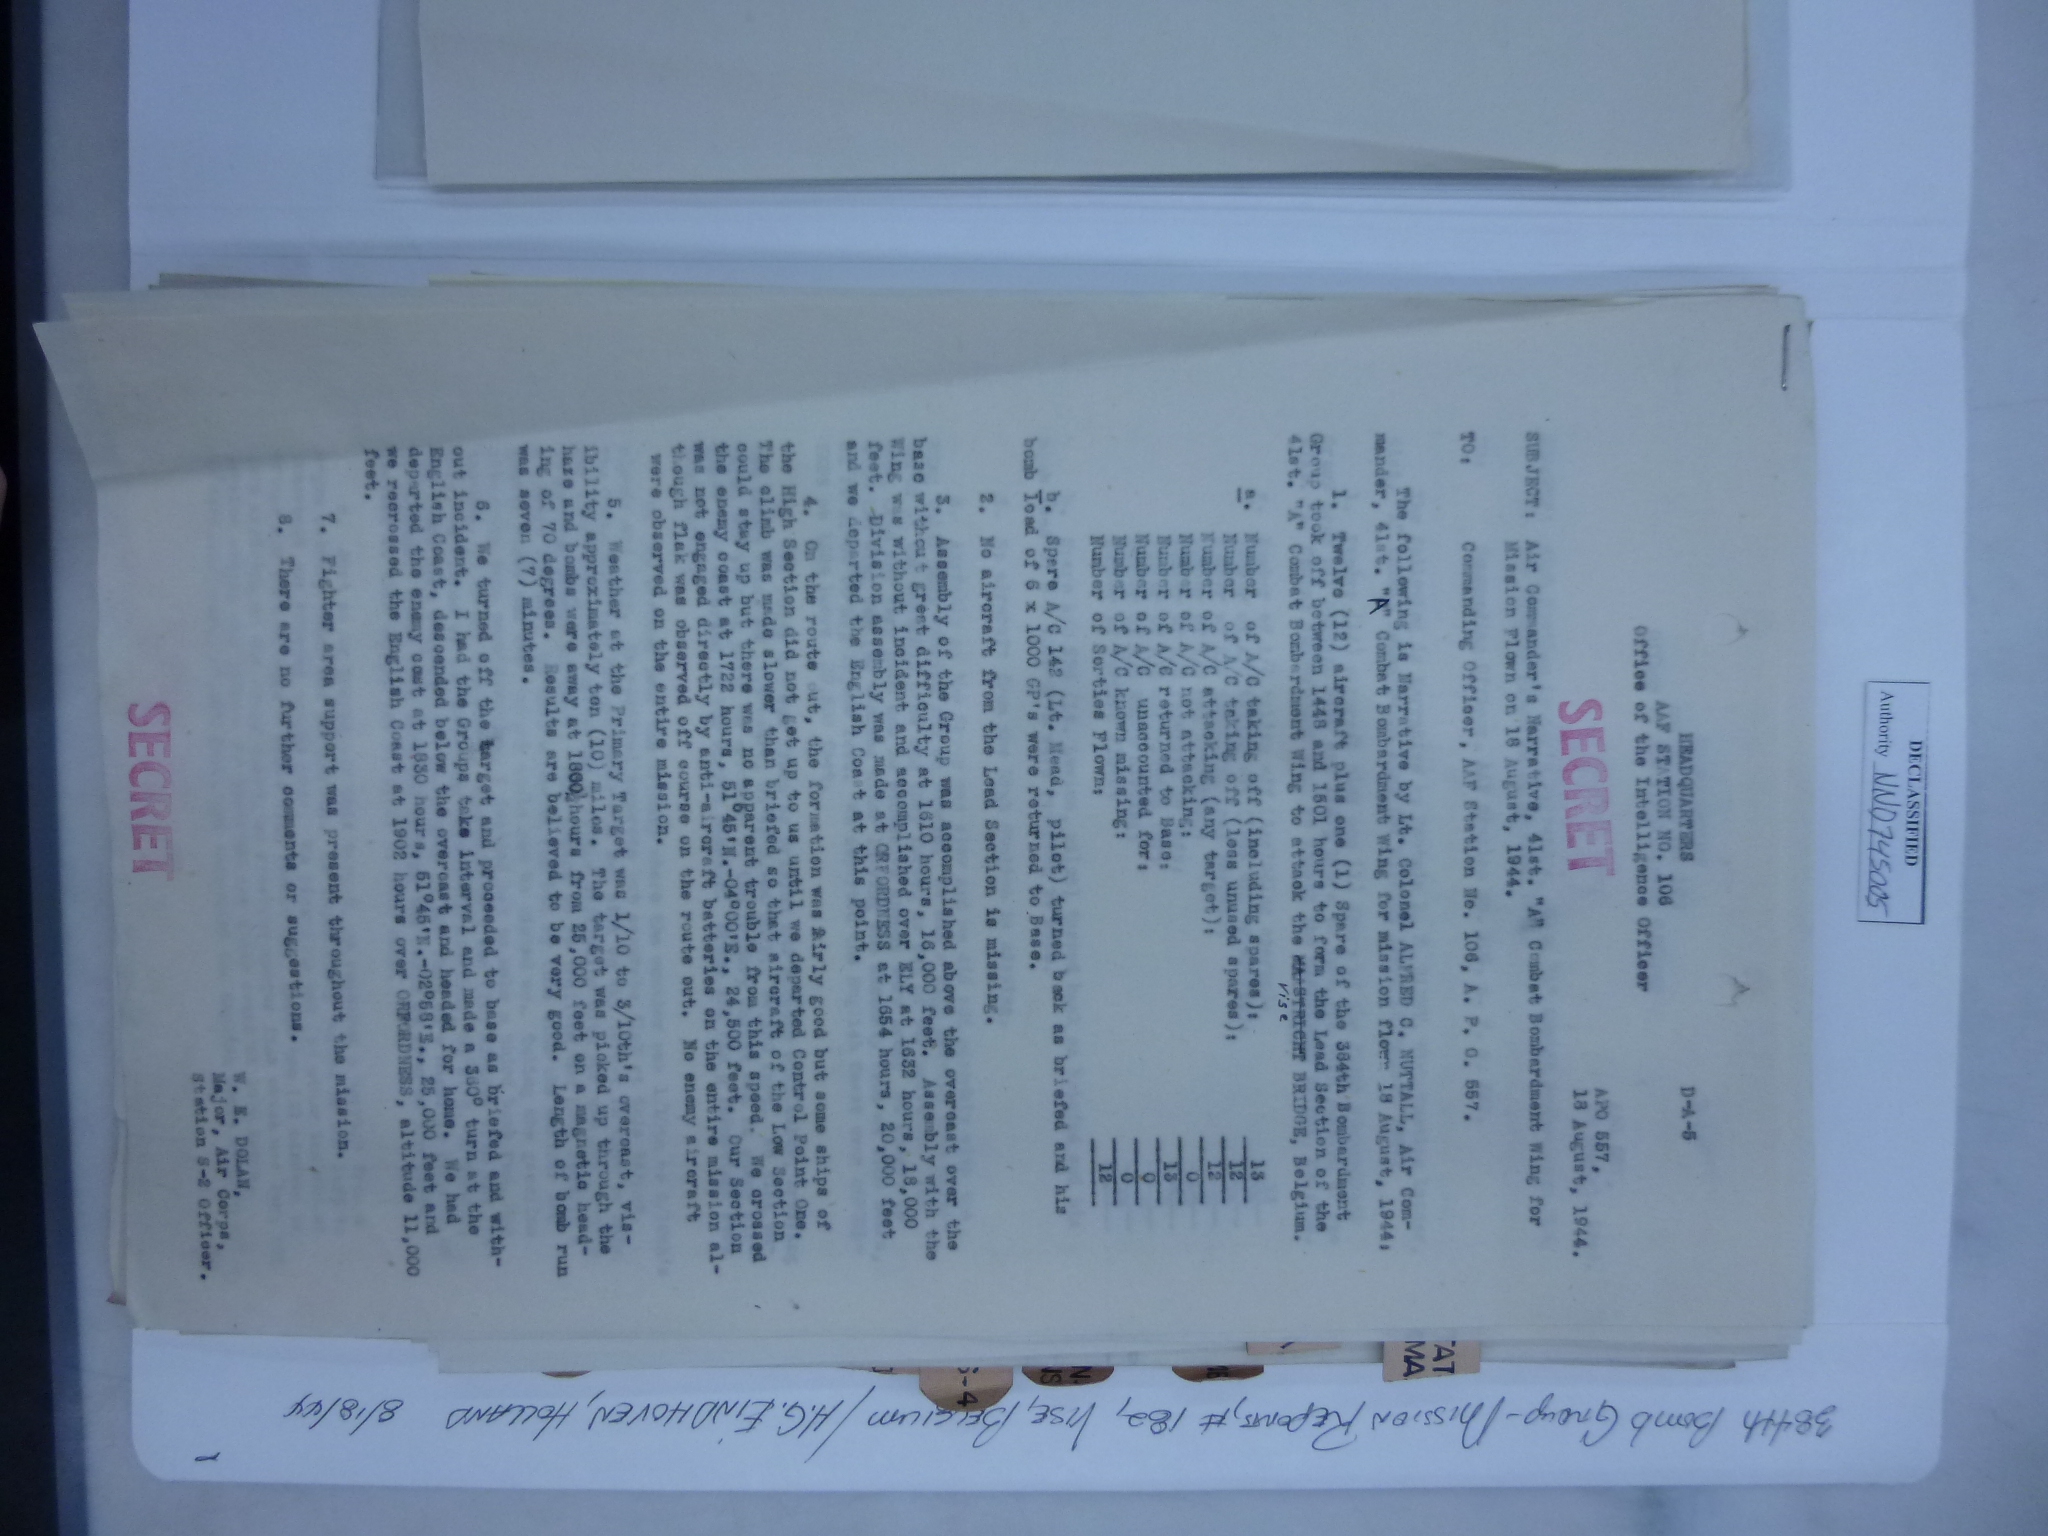 DECLASSIFIED
Authority NND 745005
HEADQUARTERS
AAF STATION NO. 106
Office of the Intelligence Officer
D-A-5
APO 557,
18 August, 1944.
SECRET
SUBJECT: Air Commander's Narrative, 41st. "A" Combat Bombardment Wing for
Mission Flown on 18 August, 1944.
TO: Commanding Officer, AAF Station No. 106, A. P. O. 557.
The following is Narrative by Lt. Colonel ALFRED C. NUTTALL, Air Com-
mander, 41st. "A" Combat Bombardment Wing for mission flown 18 August, 1944:
1. Twelve (12) aircraft plus one (1) Spare of the 384th Bombardment
Group took off between 1448 and 1501 hours to form the Lead Section of the
41st. "A" Combat Bombardment Wing to attack the MASTRICHT BRIDGE, Belgium.
Vise
a. Number of A/C taking off (including spares): 13
Number of A/C taking off (less unused spares): 12
Number of A/C attacking (any target): 12
Number of A/C not attacking: 0
Number of A/C returned to Base: 13
Number of A/C unaccounted for: 0
Number of A/C known missing: 0
Number of Sorties Flown: 12
b. Spare A/C 142 (Lt. Mead, pilot) turned back as briefed and his
bomb load of 6 x 1000 GP's were returned to Base.
2. No aircraft from the Lead Section is missing.
3. Assembly of the Group was accomplished above the overcast over the
base without great difficulty at 1610 hours, 16,000 feet. Assembly with the
Wing was without incident and accomplished over ELY at 1632 hours, 18,000
feet. Division assembly was made at ORFORDNESS at 1654 hours, 20,000 feet
and we departed the English Coast at this point.
4. On the route out, the formation was fairly good but some ships of
the High Section did not get up to us until we departed Control Point One.
The climb was made slower than briefed so that aircraft of the Low Section
could stay up but there was no apparent trouble from this speed. We crossed
the enemy coast at 1722 hours, 51°45'N.-04°00'E., 24,500 feet. Our Section
was not engaged directly by anti-aircraft batteries on the entire mission al-
though flak was observed off course on the route out. No enemy aircraft
were observed on the entire mission.
5. Weather at the Primary Target was 1/10 to 3/10th's overcast, vis-
ibility approximately ten (10) miles. The target was picked up through the
haze and bombs were away at 1800 hours from 25,000 feet on a magnetic head-
ing of 70 degrees. Results are believed to be very good. Length of bomb run
was seven (7) minutes.
6. We turned off the target and proceeded to base as briefed and with-
out incident. I had the Groups take interval and made a 360° turn at the
English Coast, descended below the overcast and headed for home. We had
departed the enemy coast at 1830 hours, 51°45'N.-02°58'E., 25,000 feet and
we recrossed the English Coast at 1902 hours over ORFORDNESS, altitude 11,000
feet.
7. Fighter area support was present throughout the mission.
8. There are no further comments or suggestions.
W. E. DOLAN,
Major, Air Corps,
Station S-2 Officer.
SECRET
TAT
MA
S-4
384th Bomb Group - Mission Report, # 182, VISE, BELGIUM / H.G. EINDHOVEN, HOLLAND 8/18/44